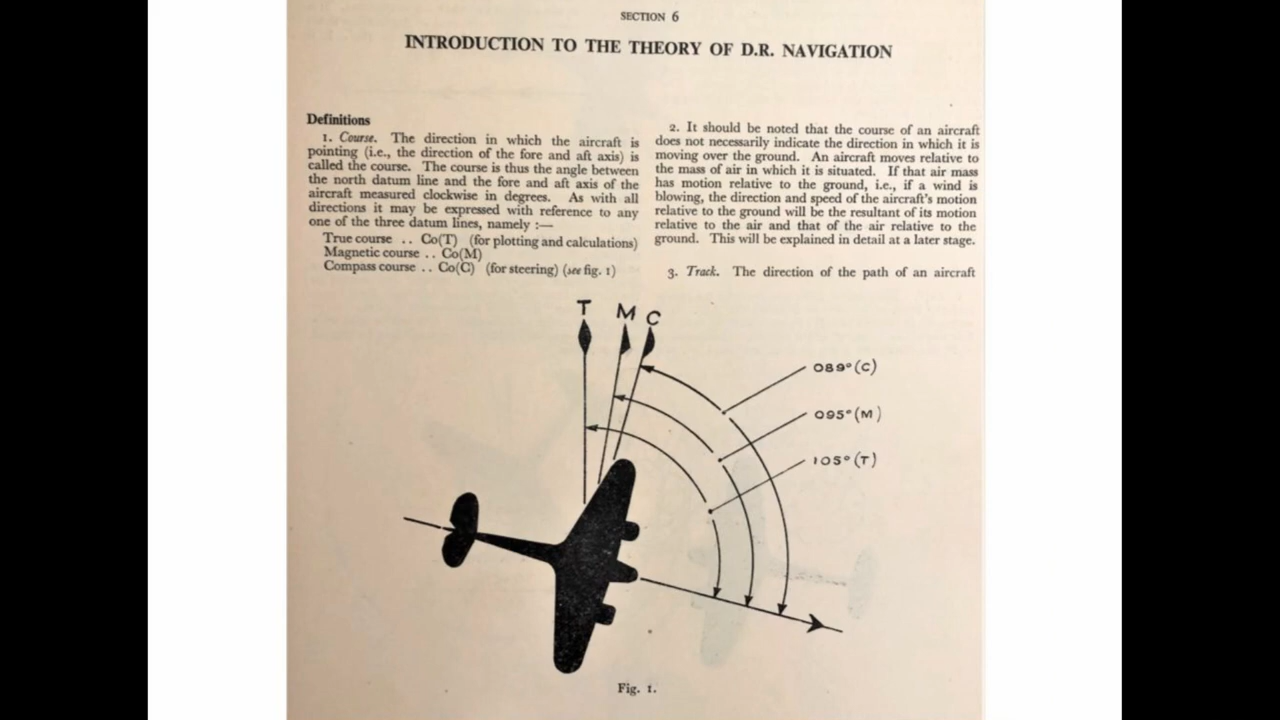 SECTION 6
INTRODUCTION TO THE THEORY OF D.R. NAVIGATION
Definitions
1. Course. The direction in which the aircraft is
pointing (i.e., the direction of the fore and aft axis) is
called the course. The course is thus the angle between
the north datum line and the fore and aft axis of the
aircraft measured clockwise in degrees. As with all
directions it may be expressed with reference to any
one of the three datum lines, namely :—
True course .. Co(T) (for plotting and calculations)
Magnetic course .. Co(M)
Compass course .. Co(C) (for steering) (see fig. 1)
2. It should be noted that the course of an aircraft
does not necessarily indicate the direction in which it is
moving over the ground. An aircraft moves relative to
the mass of air in which it is situated. If that air mass
has motion relative to the ground, i.e., if a wind is
blowing, the direction and speed of the aircraft's motion
relative to the ground will be the resultant of its motion
relative to the air and that of the air relative to the
ground. This will be explained in detail at a later stage.
3. Track. The direction of the path of an aircraft
T M C
089°(C)
095°(M)
105°(T)
Fig. 1.